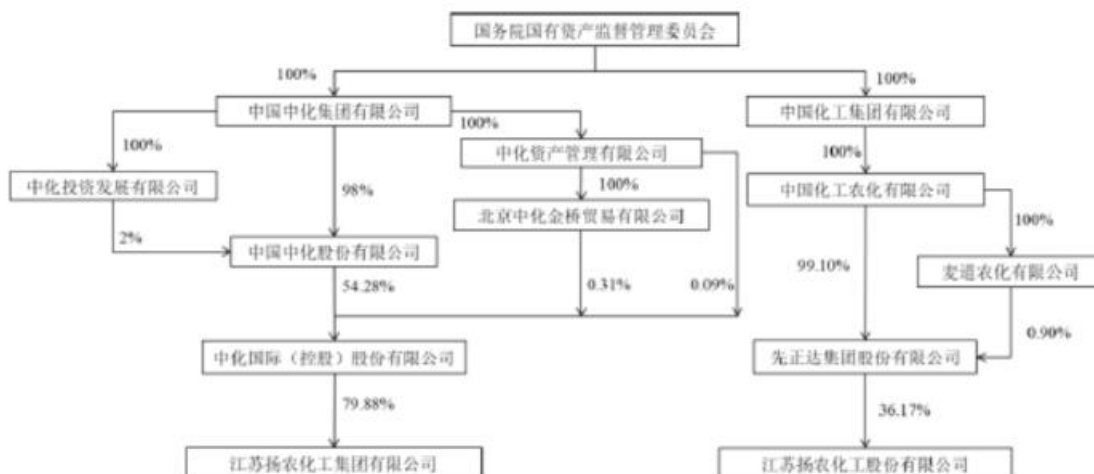 国务院国有资产监督管理委员会
100%
100%
中国中化集团有限公司
中国化工集团有限公司
100%
100%
中化资产管理有限公司
100%
中化投资发展有限公司
98%
100%
中国化工农化有限公司
北京中化金桥贸易有限公司
100%
2%
中国中化股份有限公司
99.10%
麦道农化有限公司
54.28%
0.31%
0.09%
0.90%
中化国际(控股)股份有限公司
先正达集团股份有限公司
79.88%
36.17%
江苏扬农化工集团有限公司
江苏扬农化工股份有限公司